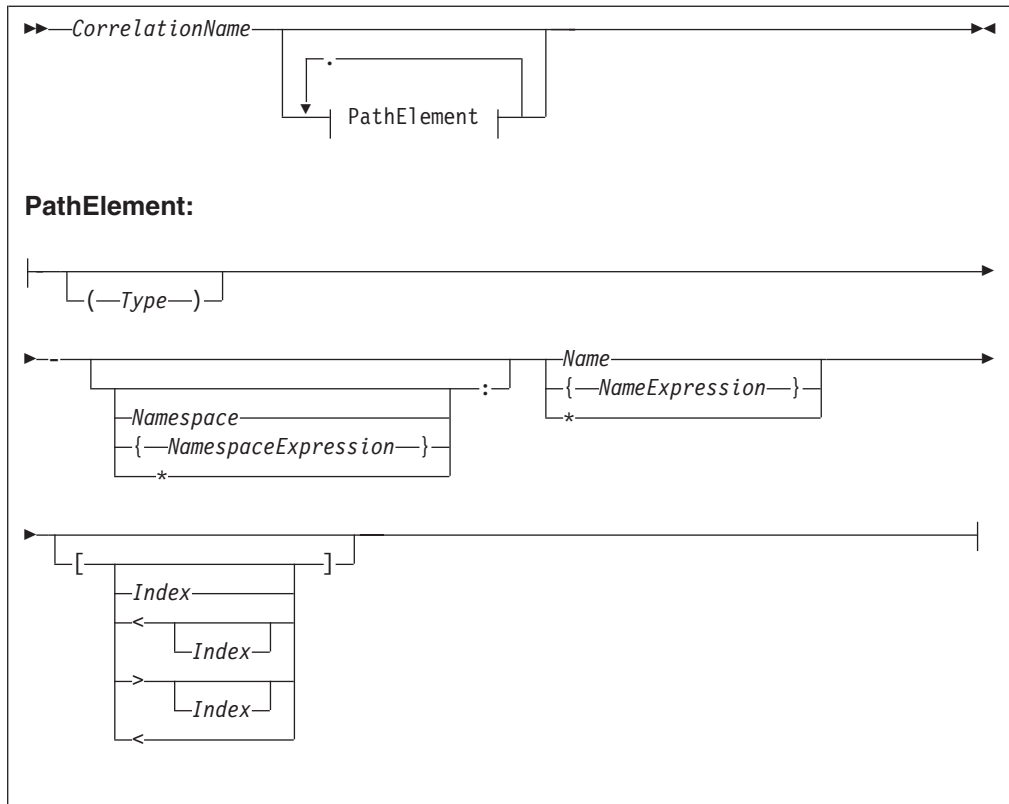 CorrelationName
.
PathElement
PathElement:
( Type )
- : Name
{ NameExpression }
Namespace *
{ NamespaceExpression }
*
[ ]
Index
<
Index
>
Index
<